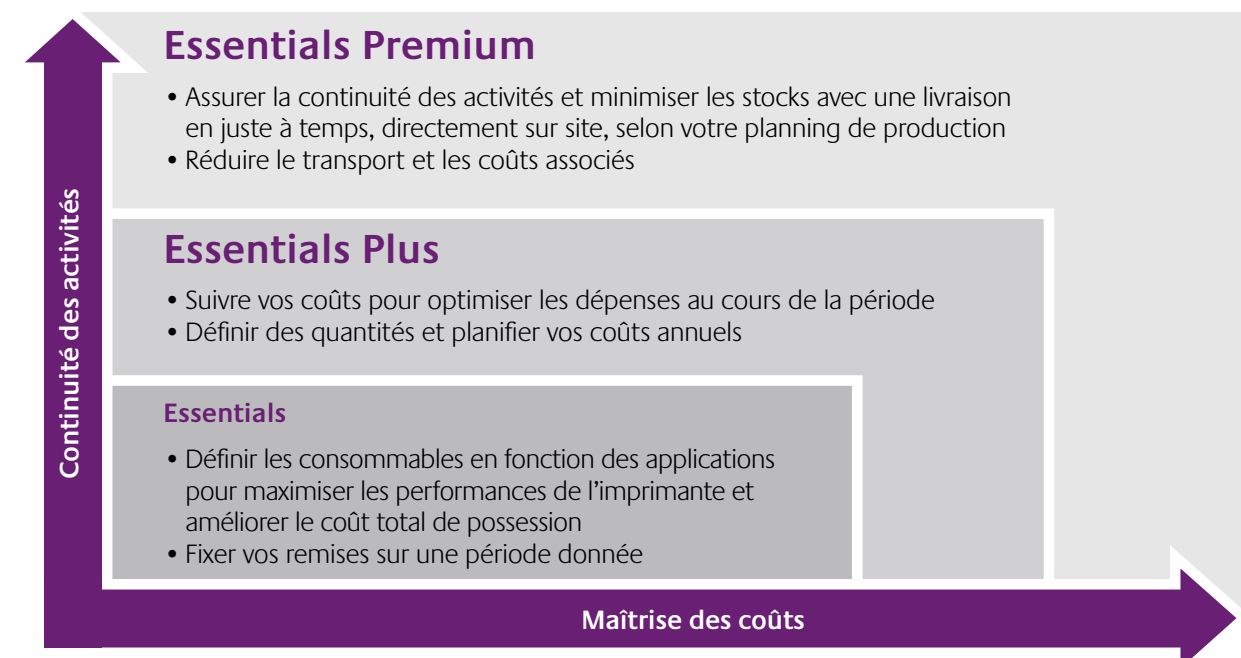 Essentials Premium
• Assurer la continuité des activités et minimiser les stocks avec une livraison
en juste à temps, directement sur site, selon votre planning de production
• Réduire le transport et les coûts associés
Continuité des activités
Essentials Plus
• Suivre vos coûts pour optimiser les dépenses au cours de la période
• Définir des quantités et planifier vos coûts annuels
Essentials
• Définir les consommables en fonction des applications
pour maximiser les performances de l’imprimante et
améliorer le coût total de possession
• Fixer vos remises sur une période donnée
Maîtrise des coûts